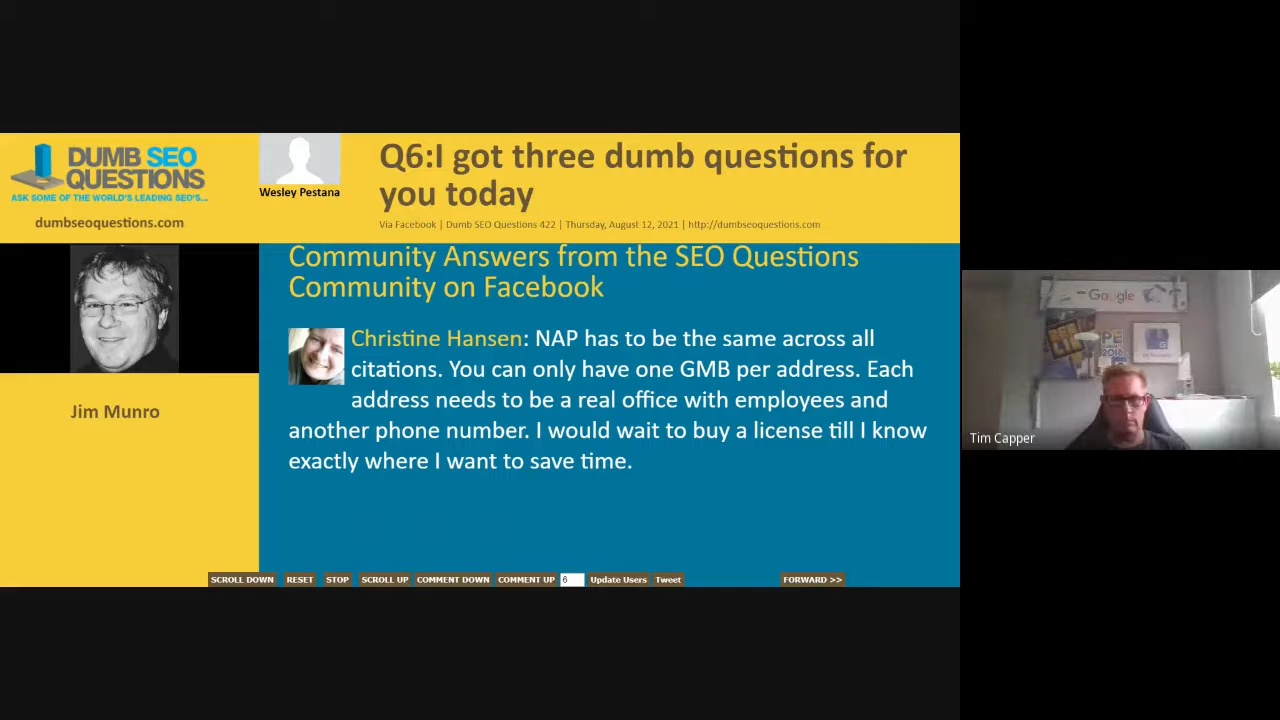 DUMB SEO
QUESTIONS
ASK SOME OF THE WORLD'S LEADING SEO'S...
dumbseoquestions.com
Wesley Pestana
Q6:I got three dumb questions for
you today
Via Facebook | Dumb SEO Questions 422 | Thursday, August 12, 2021 | http://dumbseoquestions.com
Jim Munro
Community Answers from the SEO Questions
Community on Facebook
Christine Hansen: NAP has to be the same across all
citations. You can only have one GMB per address. Each
address needs to be a real office with employees and
another phone number. I would wait to buy a license till I know
exactly where I want to save time.
SCROLL DOWN RESET STOP SCROLL UP COMMENT DOWN COMMENT UP 6 Update Users Tweet FORWARD >>
Google
Tim Capper